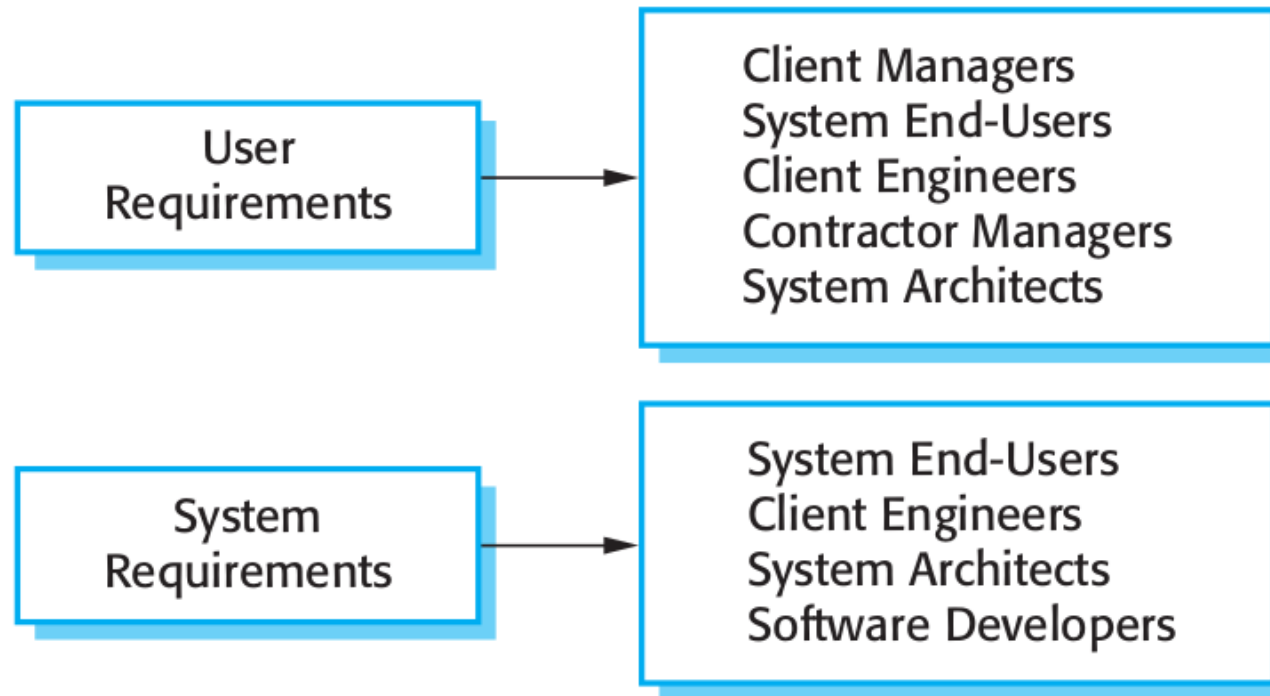 User
Requirements
Client Managers
System End-Users
Client Engineers
Contractor Managers
System Architects
System
Requirements
System End-Users
Client Engineers
System Architects
Software Developers